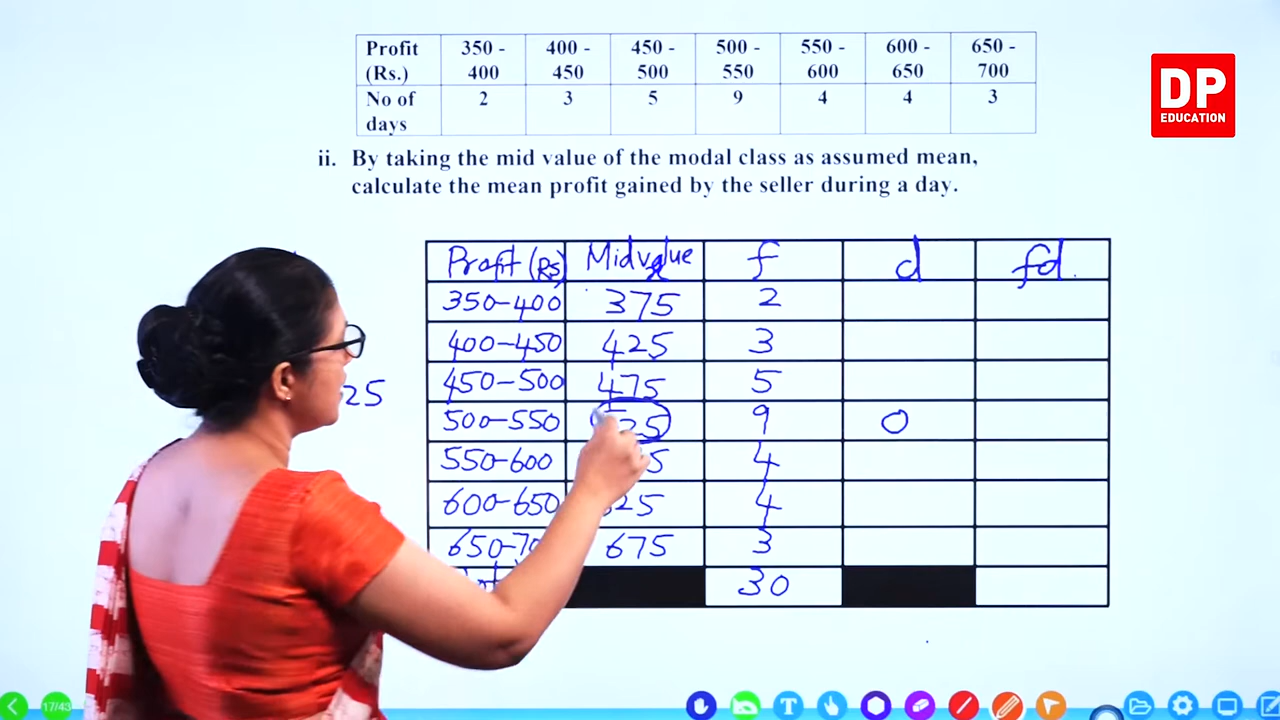 Profit (Rs.) 350 - 400 400 - 450 450 - 500 500 - 550 550 - 600 600 - 650 650 - 700
No of days 2 3 5 9 4 4 3
DP
EDUCATION
ii. By taking the mid value of the modal class as assumed mean,
calculate the mean profit gained by the seller during a day.
Profit (Rs) Mid value f d fd
350-400 375 2
400-450 425 3
450-500 475 5
25
500-550 9 0
550-600 4
600-650 4
650- 675 3
30
17/43